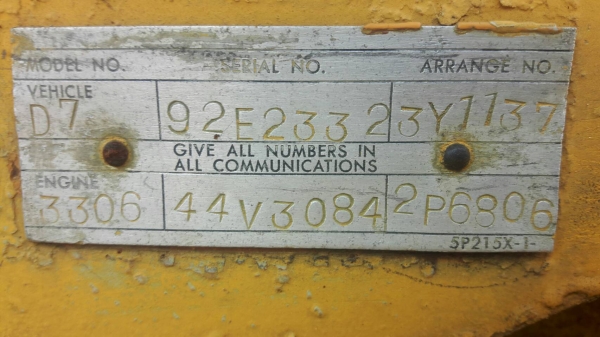 MODEL NO. SERIAL NO. ARRANGE NO.
VEHICLE
D7 92E2332 3Y1137
GIVE ALL NUMBERS IN
ALL COMMUNICATIONS
ENGINE
3306 44V3084 2P6806
5P215X-1-